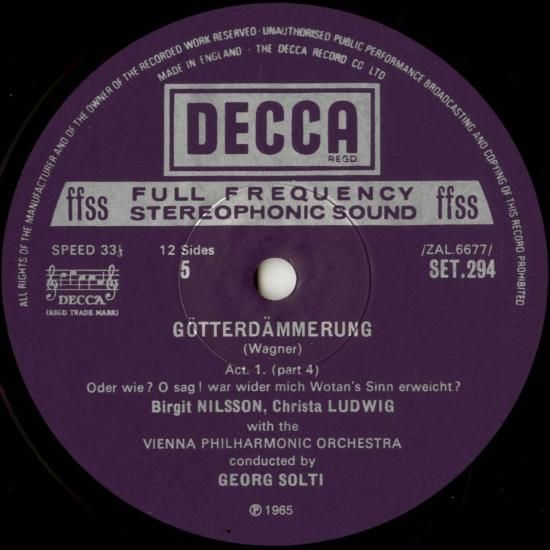 ALL RIGHTS OF THE MANUFACTURER AND OF THE OWNER OF THE RECORDED WORK RESERVED · UNAUTHORISED PUBLIC PERFORMANCE BROADCASTING AND COPYING OF THIS RECORD PROHIBITED
MADE IN ENGLAND · THE DECCA RECORD CO LTD
DECCA
REGD.
ffss FULL FREQUENCY STEREOPHONIC SOUND ffss
SPEED 33⅓ 12 Sides /ZAL.6677/
5 SET.294
DECCA
(REGD. TRADE MARK)
GÖTTERDÄMMERUNG
(Wagner)
Act. 1. (part 4)
Oder wie? O sag! war wider mich Wotan's Sinn erweicht?
Birgit NILSSON, Christa LUDWIG
with the
VIENNA PHILHARMONIC ORCHESTRA
conducted by
GEORG SOLTI
℗ 1965